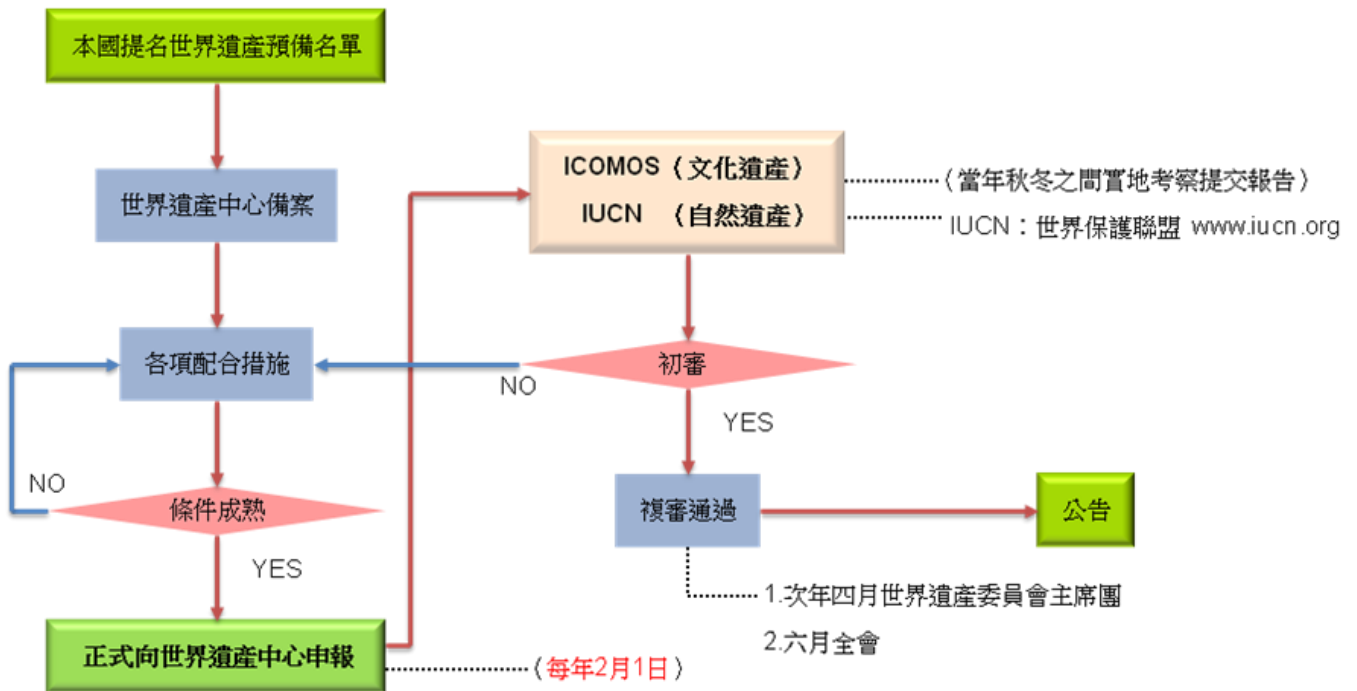 本國提名世界遺產預備名單
世界遺產中心備案
各項配合措施
NO
條件成熟
YES
正式向世界遺產中心申報
（每年2月1日）
ICOMOS（文化遺產）
IUCN （自然遺產）
（當年秋冬之間實地考察提交報告）
IUCN：世界保護聯盟 www.iucn.org
初審
NO
YES
複審通過
公告
1.次年四月世界遺產委員會主席團
2.六月全會